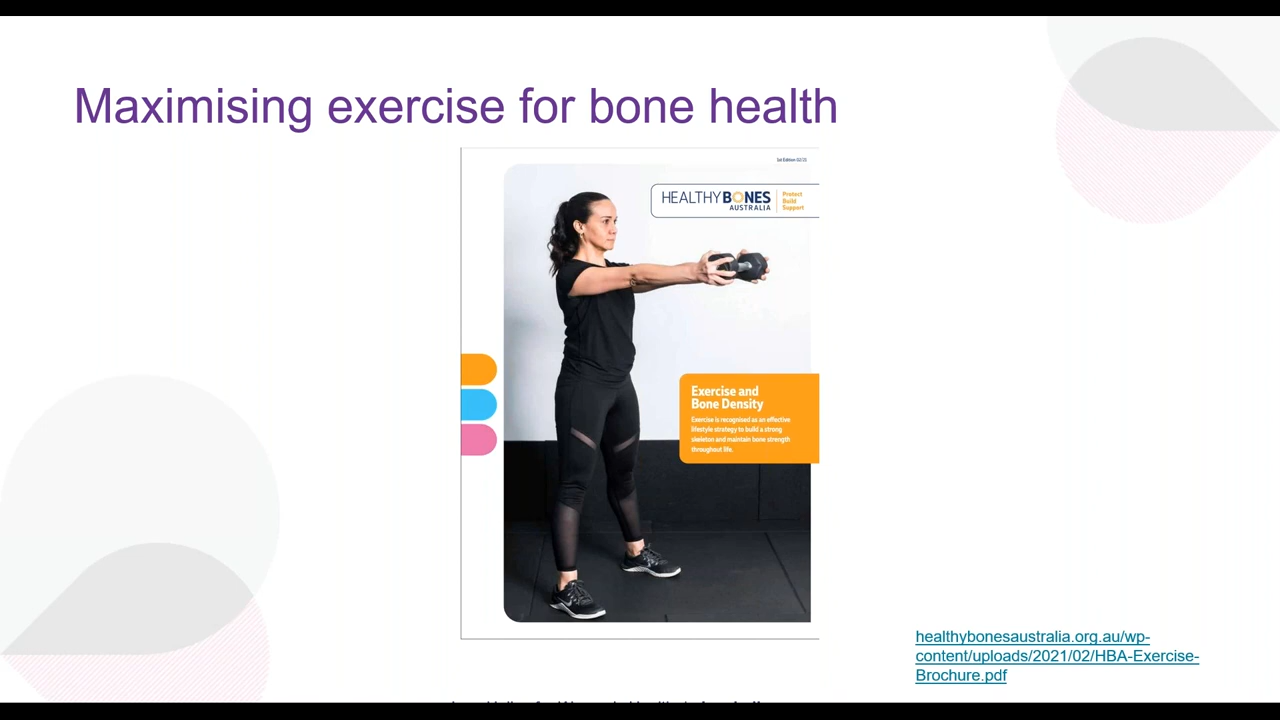 Maximising exercise for bone health
1st Edition 02/21
HEALTHY BONES
AUSTRALIA
Protect
Build
Support
Exercise and
Bone Density
Exercise is recognised as an effective
lifestyle strategy to build a strong
skeleton and maintain bone strength
throughout life.
healthybonesaustralia.org.au/wp-
content/uploads/2021/02/HBA-Exercise-
Brochure.pdf